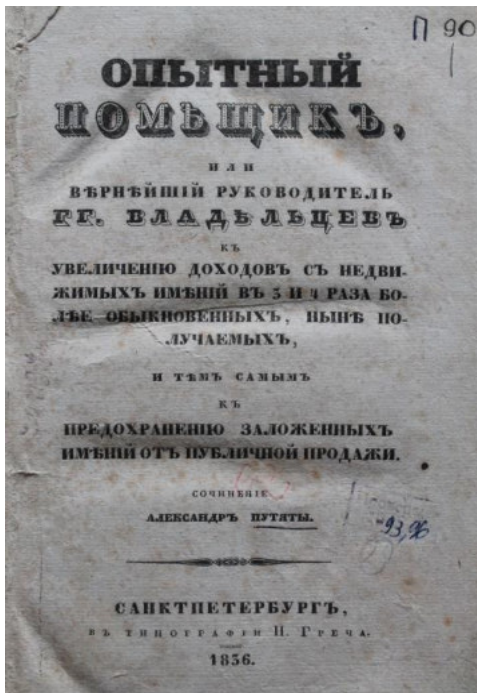 П 90
1
ОПЫТНЫЙ
ПОМѢЩИКЪ,
ИЛИ
ВѢРНѢЙШІЙ РУКОВОДИТЕЛЬ
ГГ. ВЛАДѢЛЬЦЕВЪ
КЪ
УВЕЛИЧЕНІЮ ДОХОДОВЪ СЪ НЕДВИ-
ЖИМЫХЪ ИМѢНІЙ ВЪ 3 И 4 РАЗА БО-
ЛѢЕ ОБЫКНОВЕННЫХЪ, НЫНѢ ПО-
ЛУЧАЕМЫХЪ,
И ТѢМЪ САМЫМЪ
КЪ
ПРЕДОХРАНЕНІЮ ЗАЛОЖЕННЫХЪ
ИМѢНІЙ ОТЪ ПУБЛИЧНОЙ ПРОДАЖИ.
СОЧИНЕНІЕ
АЛЕКСАНДРЪ ПУТЯТЫ.
93,96
САНКТПЕТЕРБУРГЪ,
ВЪ ТИПОГРАФІИ Н. ГРЕЧА.
1836.